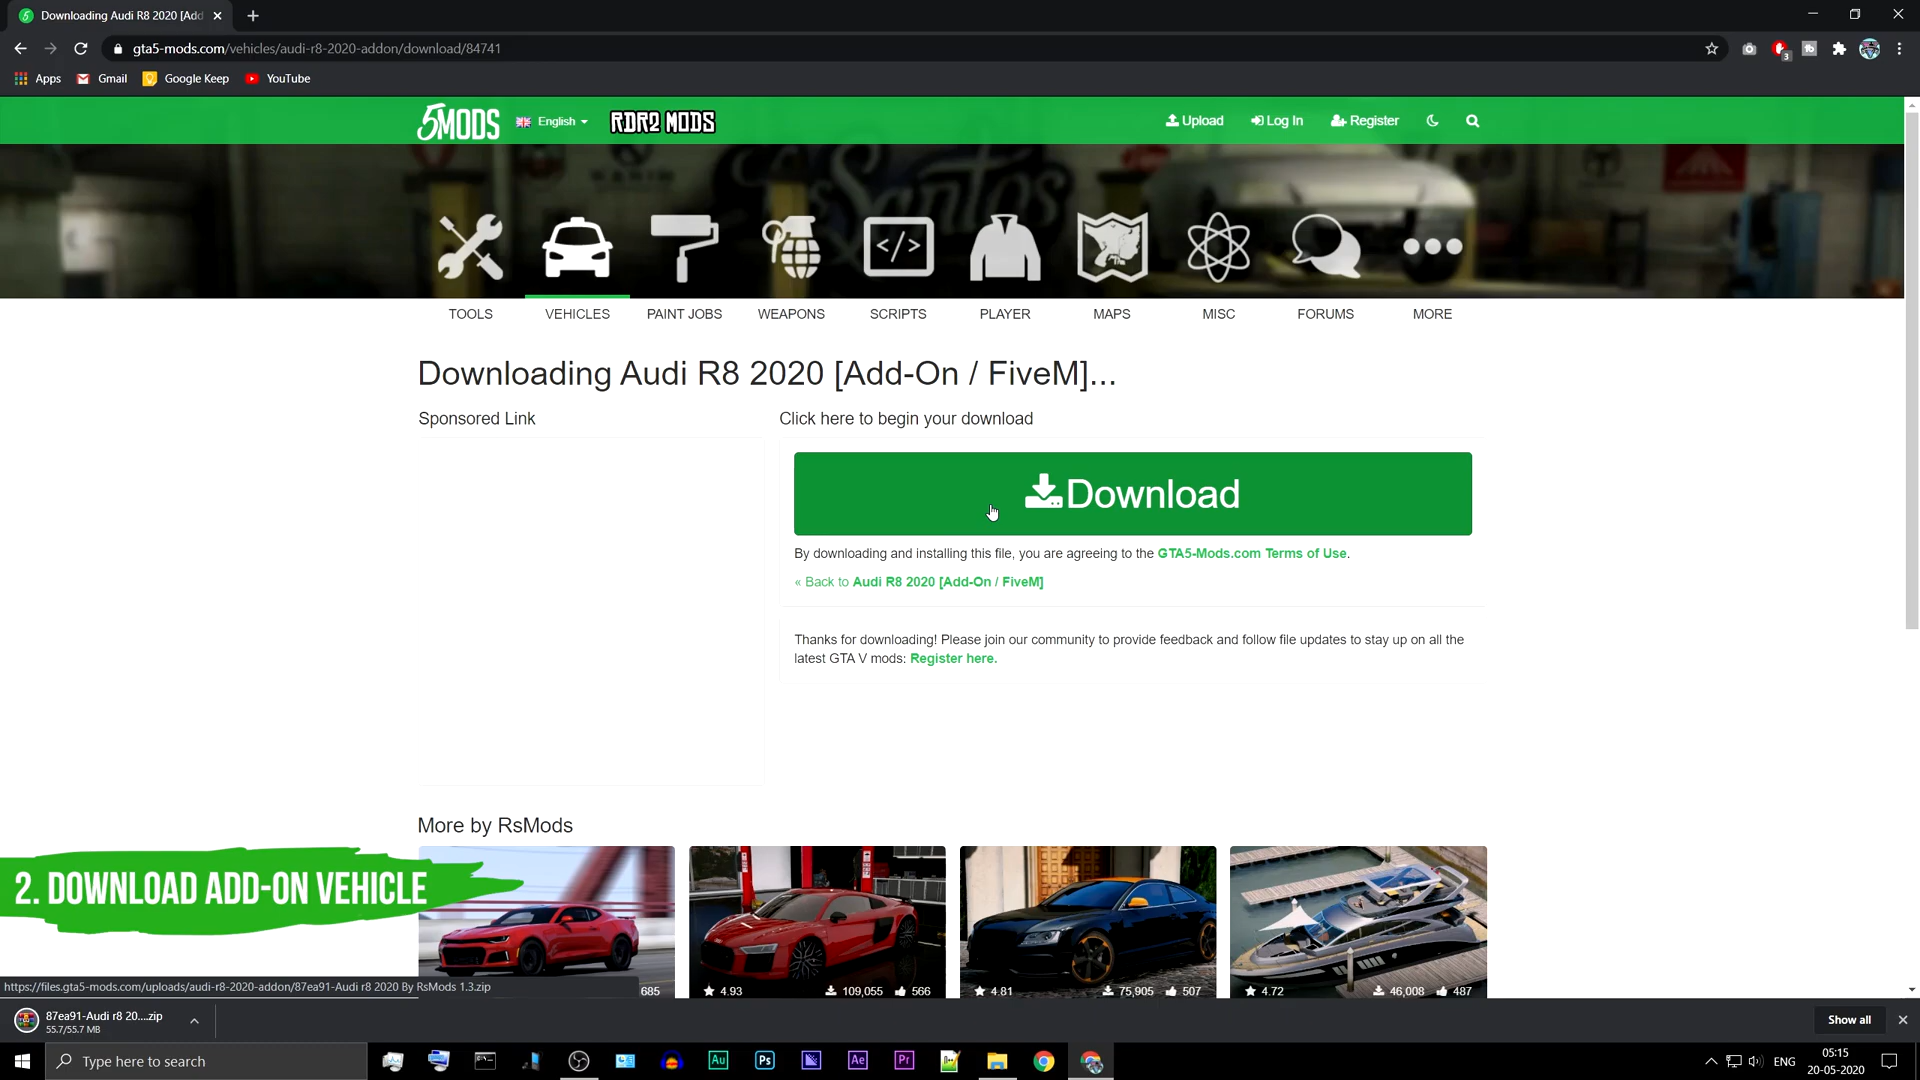 Downloading Audi R8 2020 [Add
gta5-mods.com/vehicles/audi-r8-2020-addon/download/84741
3
Apps
Gmail
Google Keep
YouTube
5MODS
English
RDR2 MODS
Upload
Log In
Register
TOOLS
VEHICLES
PAINT JOBS
WEAPONS
SCRIPTS
PLAYER
MAPS
MISC
FORUMS
MORE
Downloading Audi R8 2020 [Add-On / FiveM]...
Sponsored Link
Click here to begin your download
Download
By downloading and installing this file, you are agreeing to the GTA5-Mods.com Terms of Use.
« Back to Audi R8 2020 [Add-On / FiveM]
Thanks for downloading! Please join our community to provide feedback and follow file updates to stay up on all the
latest GTA V mods: Register here.
More by RsMods
2. DOWNLOAD ADD-ON VEHICLE
685
4.93
109,055
566
4.81
75,905
507
4.72
46,008
487
https://files.gta5-mods.com/uploads/audi-r8-2020-addon/87ea91-Audi r8 2020 By RsMods 1.3.zip
87ea91-Audi r8 20....zip
55.7/55.7 MB
Show all
Type here to search
Au
Ps
Ae
Pr
ENG
05:15
20-05-2020